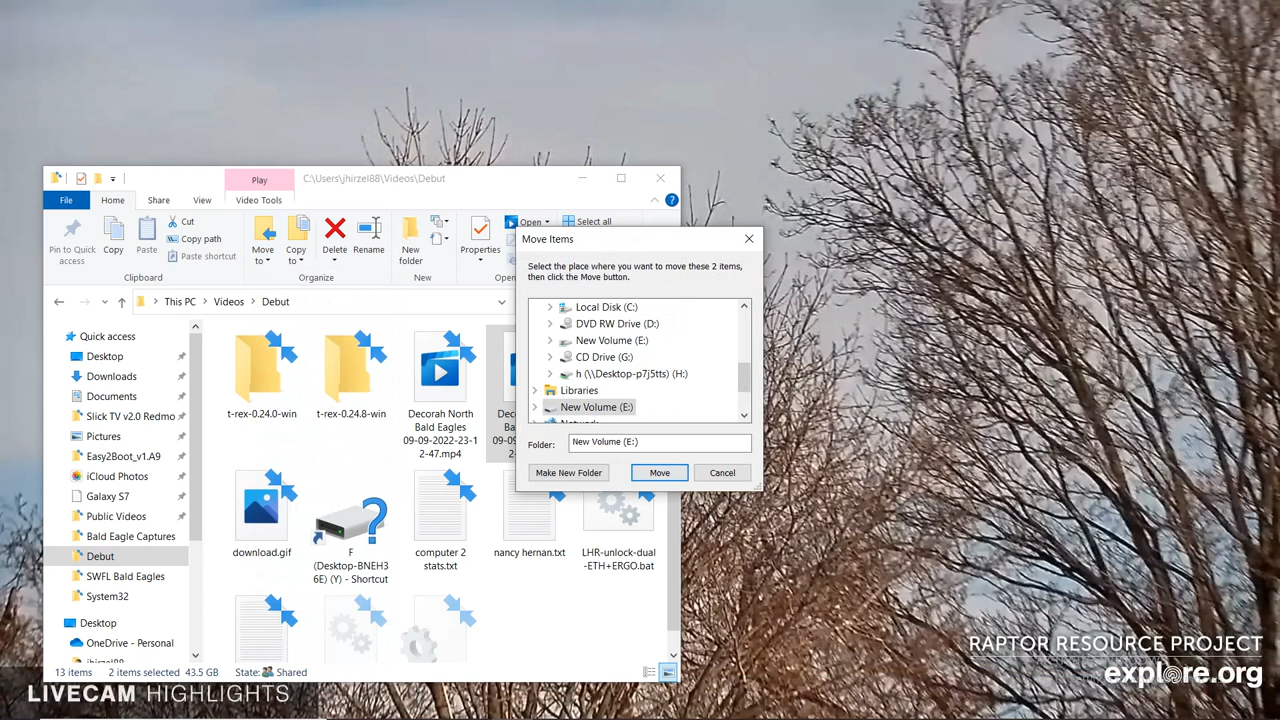 Play
C:\Users\jhirzel88\Videos\Debut
File
Home
Share
View
Video Tools
Pin to Quick
access
Copy
Paste
Cut
Copy path
Paste shortcut
Clipboard
Move
to
Copy
to
Delete
Rename
Organize
New
folder
New
Properties
Open
Select all
Open
This PC
Videos
Debut
Quick access
Desktop
Downloads
Documents
Slick TV v2.0 Redmo
Pictures
Easy2Boot_v1.A9
iCloud Photos
Galaxy S7
Public Videos
Bald Eagle Captures
Debut
SWFL Bald Eagles
System32
Desktop
OneDrive - Personal
t-rex-0.24.0-win
t-rex-0.24.8-win
Decorah North
Bald Eagles
09-09-2022-23-1
2-47.mp4
download.gif
F
(Desktop-BNEH3
6E) (Y) - Shortcut
computer 2
stats.txt
nancy hernan.txt
LHR-unlock-dual
-ETH+ERGO.bat
13 items
2 items selected
43.5 GB
State:
Shared
Move Items
Select the place where you want to move these 2 items,
then click the Move button.
Local Disk (C:)
DVD RW Drive (D:)
New Volume (E:)
CD Drive (G:)
h (\\Desktop-p7j5tts) (H:)
Libraries
New Volume (E:)
Folder:
New Volume (E:)
Make New Folder
Move
Cancel
RAPTOR RESOURCE PROJECT
explore.org
LIVECAM HIGHLIGHTS